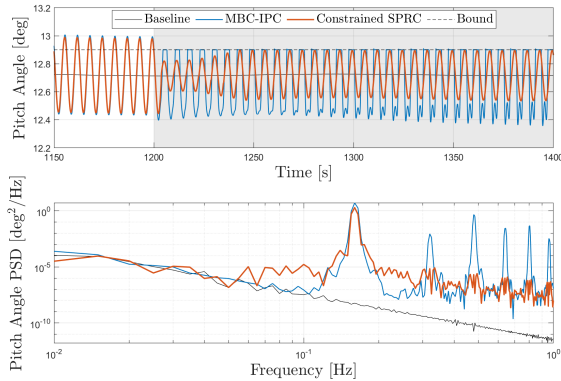 Baseline MBC-IPC Constrained SPRC Bound
Pitch Angle [deg]
13.2
13
12.8
12.6
12.4
12.2
1150 1200 1250 1300 1350 1400
Time [s]
Pitch Angle PSD [deg²/Hz]
10⁰
10⁻⁵
10⁻¹⁰
10⁻² 10⁻¹ 10⁰
Frequency [Hz]